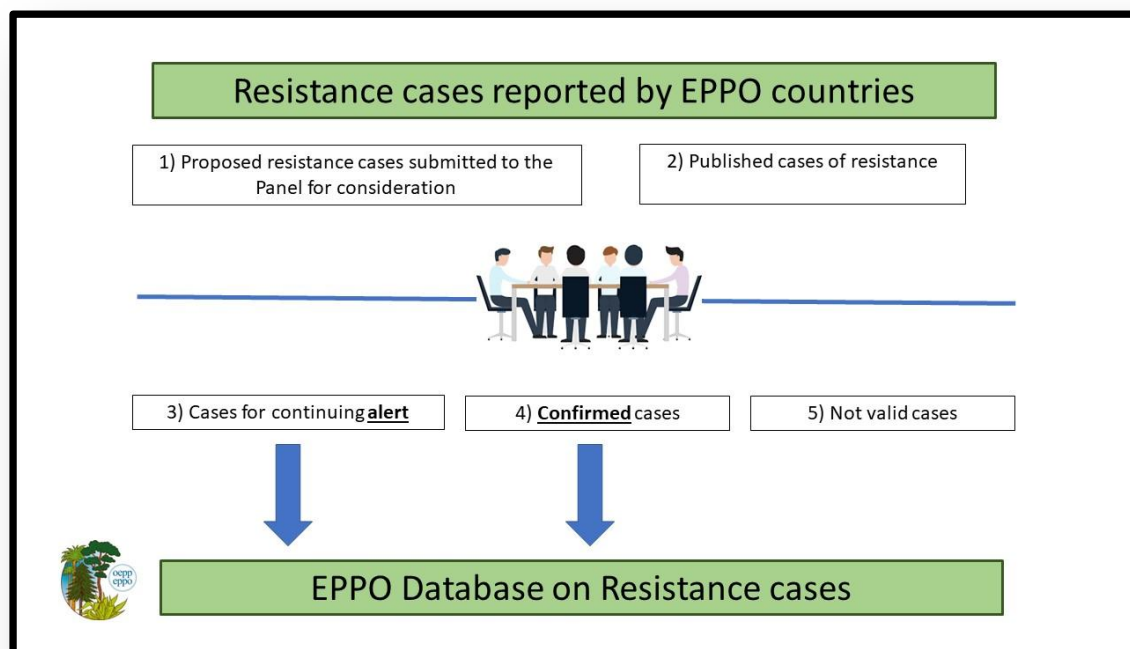 Resistance cases reported by EPPO countries
1) Proposed resistance cases submitted to the
Panel for consideration
2) Published cases of resistance
3) Cases for continuing alert
4) Confirmed cases
5) Not valid cases
oepp
eppo
EPPO Database on Resistance cases